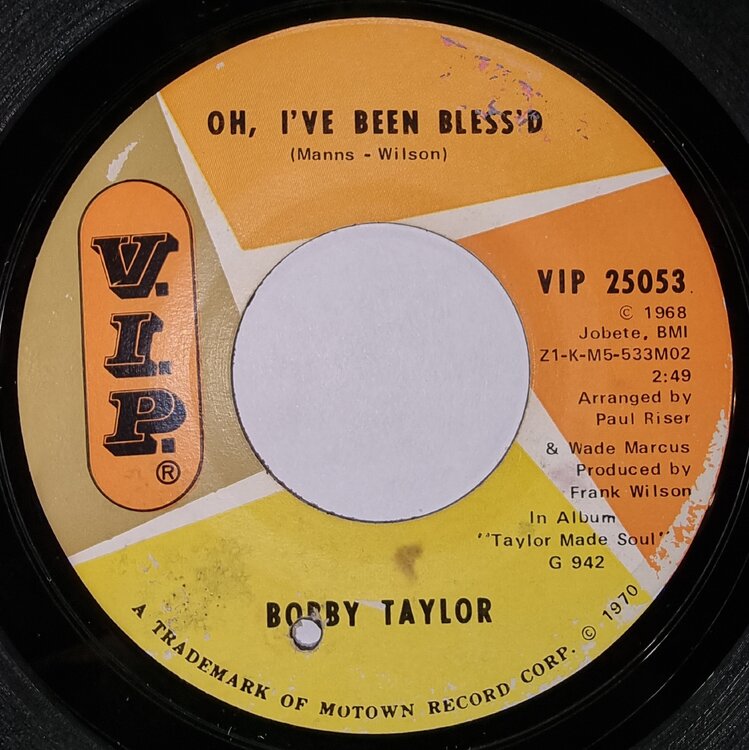 OH, I'VE BEEN BLESS'D
(Manns - Wilson)
V.I.P.®
VIP 25053
© 1968
Jobete, BMI
Z1-K-M5-533M02
2:49
Arranged by
Paul Riser
& Wade Marcus
Produced by
Frank Wilson
In Album
"Taylor Made Soul"
G 942
BOBBY TAYLOR
A TRADEMARK OF MOTOWN RECORD CORP. © 1970